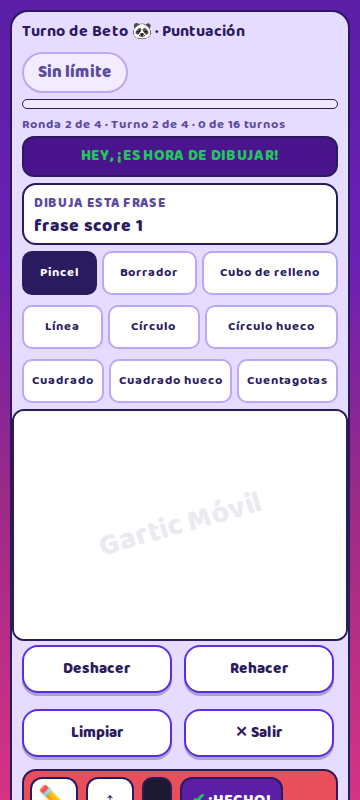 Turno de Beto 🐼 · Puntuación
Sin límite
Ronda 2 de 4 · Turno 2 de 4 · 0 de 16 turnos
HEY, ¡ES HORA DE DIBUJAR!
DIBUJA ESTA FRASE
frase score 1
Pincel Borrador Cubo de relleno
Línea Círculo Círculo hueco
Cuadrado Cuadrado hueco Cuentagotas
Gartic Móvil
Deshacer Rehacer
Limpiar ✕ Salir
✏️ ↑ ✔ ¡HECHO!